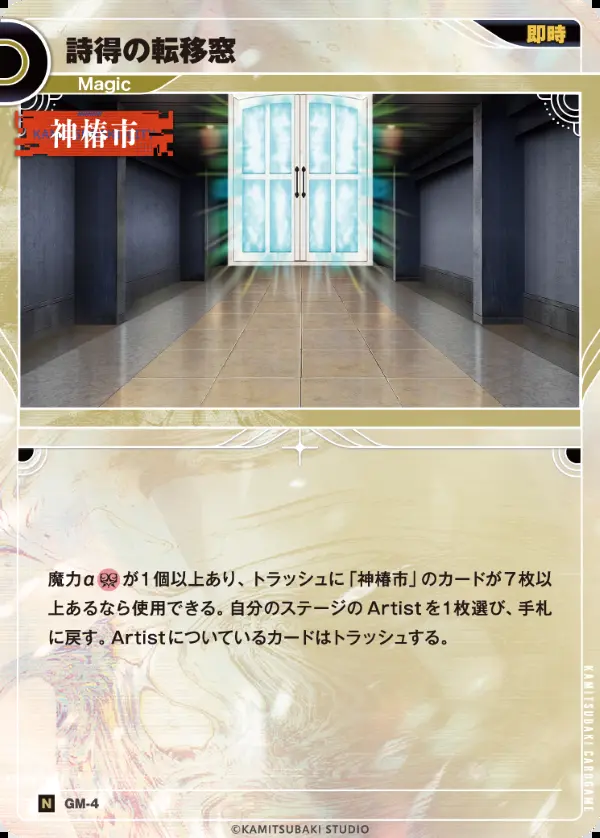 詩得の転移窓
即時
Magic
神椿市
魔力α が1個以上あり、トラッシュに「神椿市」のカードが7枚以
上あるなら使用できる。自分のステージのArtistを1枚選び、手札
に戻す。Artistについているカードはトラッシュする。
KAMITSUBAKI CARDGAME
N GM-4
©KAMITSUBAKI STUDIO